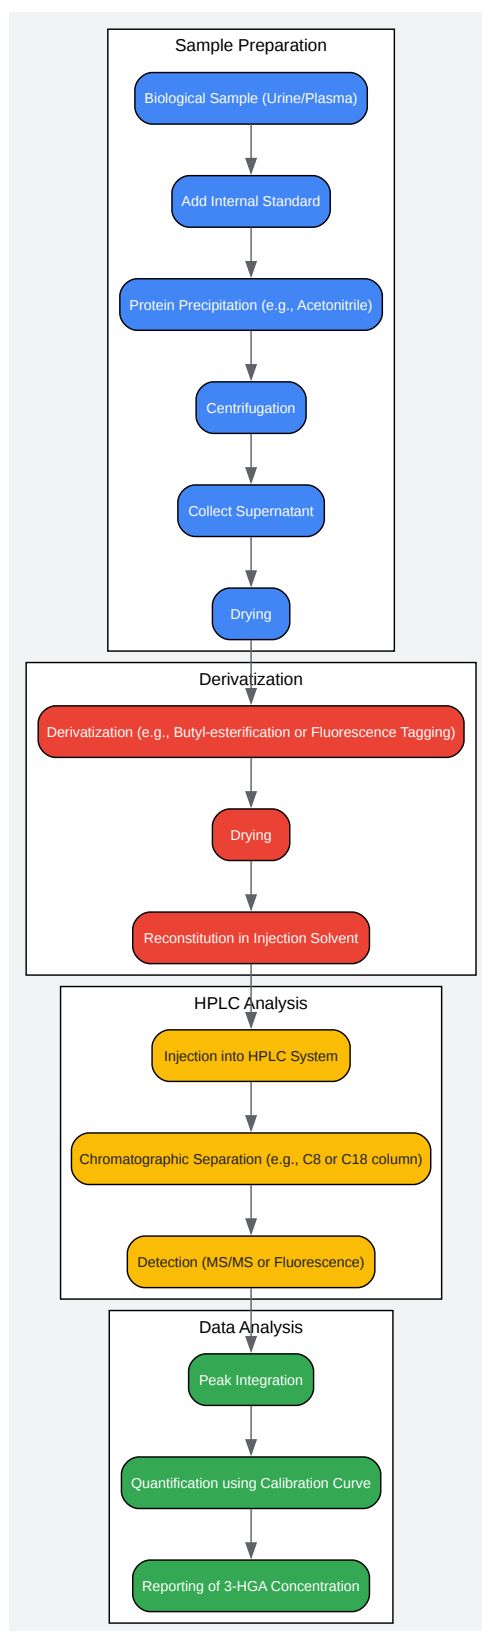 Sample Preparation
Biological Sample (Urine/Plasma)
Add Internal Standard
Protein Precipitation (e.g., Acetonitrile)
Centrifugation
Collect Supernatant
Drying
Derivatization
Derivatization (e.g., Butyl-esterification or Fluorescence Tagging)
Drying
Reconstitution in Injection Solvent
HPLC Analysis
Injection into HPLC System
Chromatographic Separation (e.g., C8 or C18 column)
Detection (MS/MS or Fluorescence)
Data Analysis
Peak Integration
Quantification using Calibration Curve
Reporting of 3-HGA Concentration